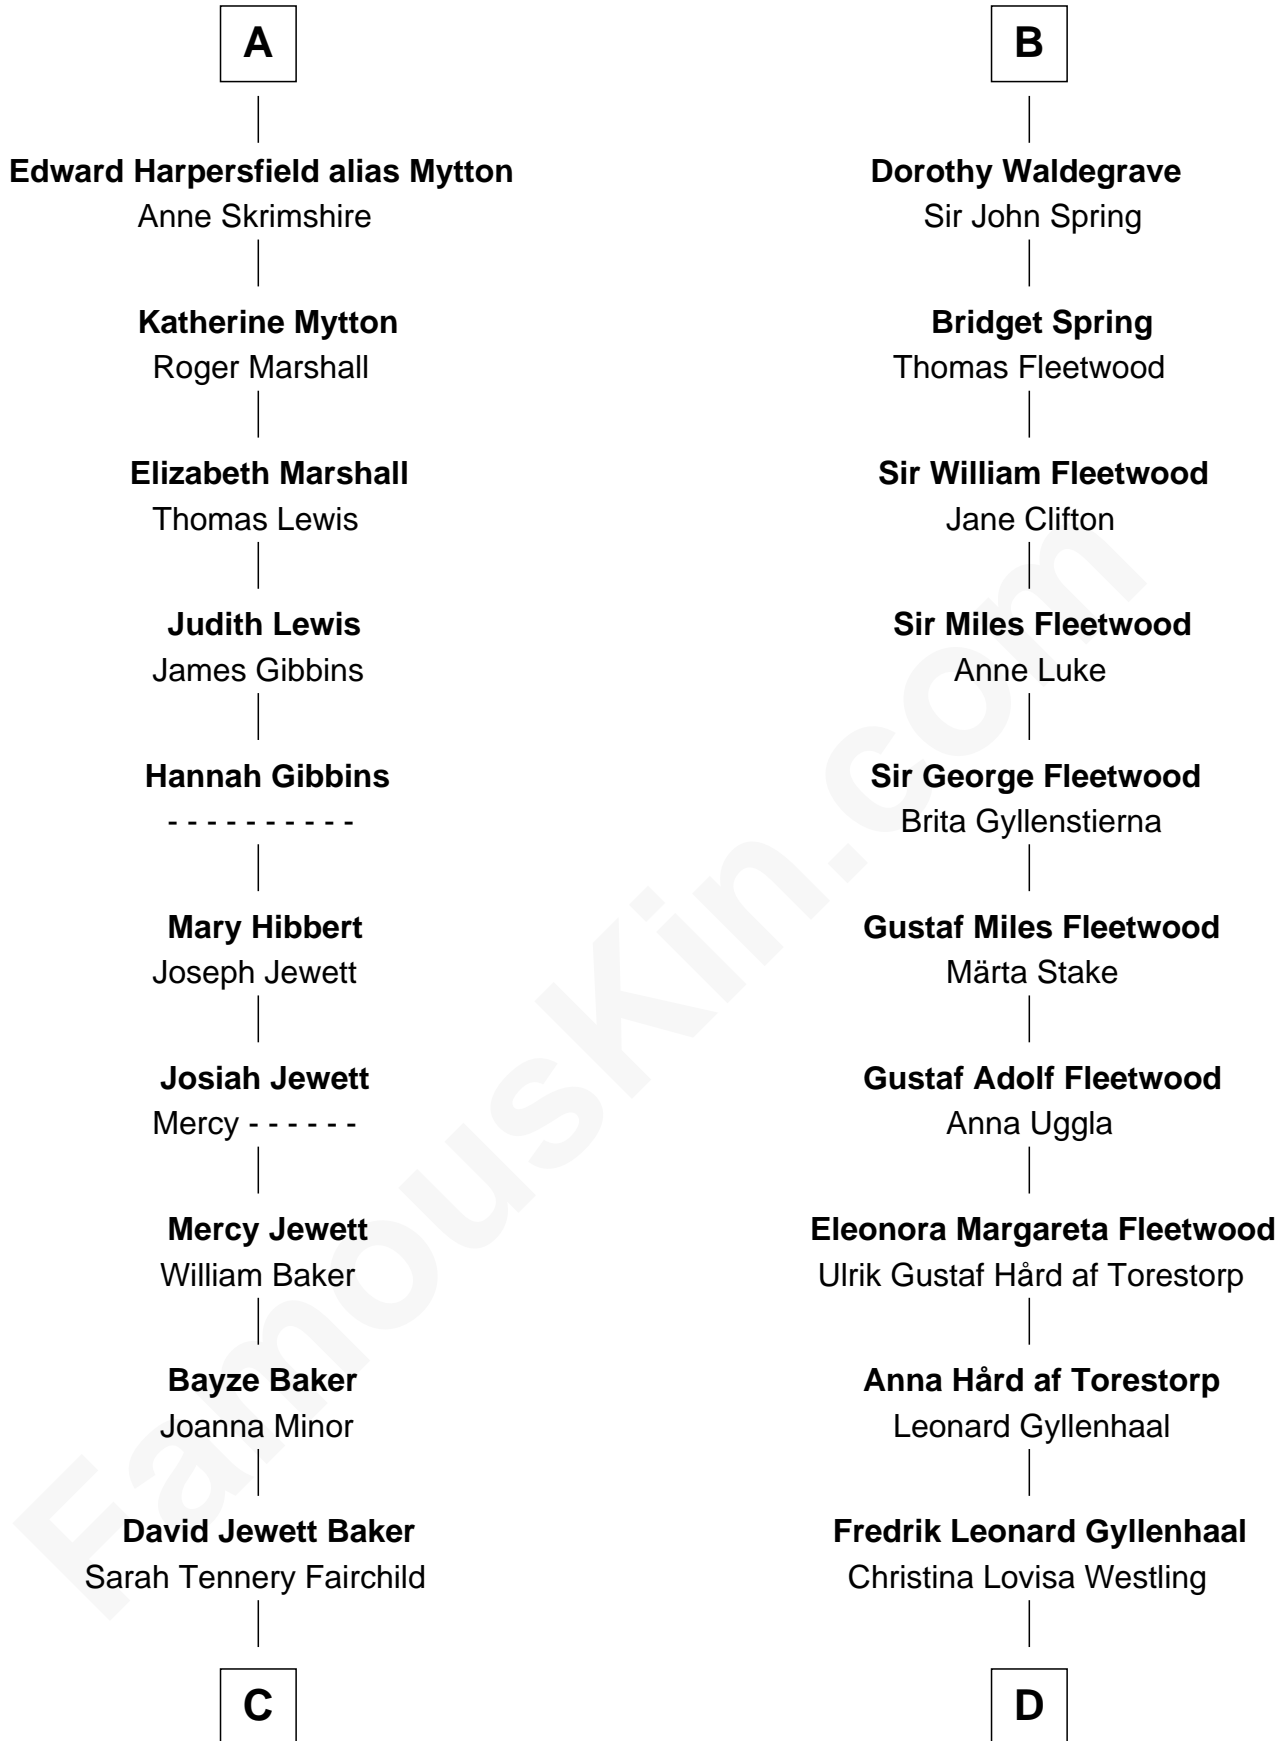 A
Edward Harpersfield alias Mytton
Anne Skrimshire
Katherine Mytton
Roger Marshall
Elizabeth Marshall
Thomas Lewis
Judith Lewis
James Gibbins
Hannah Gibbins
- - - - - - - - - -
Mary Hibbert
Joseph Jewett
Josiah Jewett
Mercy - - - - - -
Mercy Jewett
William Baker
Bayze Baker
Joanna Minor
David Jewett Baker
Sarah Tennery Fairchild
C
B
Dorothy Waldegrave
Sir John Spring
Bridget Spring
Thomas Fleetwood
Sir William Fleetwood
Jane Clifton
Sir Miles Fleetwood
Anne Luke
Sir George Fleetwood
Brita Gyllenstierna
Gustaf Miles Fleetwood
Märta Stake
Gustaf Adolf Fleetwood
Anna Uggla
Eleonora Margareta Fleetwood
Ulrik Gustaf Hård af Torestorp
Anna Hård af Torestorp
Leonard Gyllenhaal
Fredrik Leonard Gyllenhaal
Christina Lovisa Westling
D
FamousKin.com